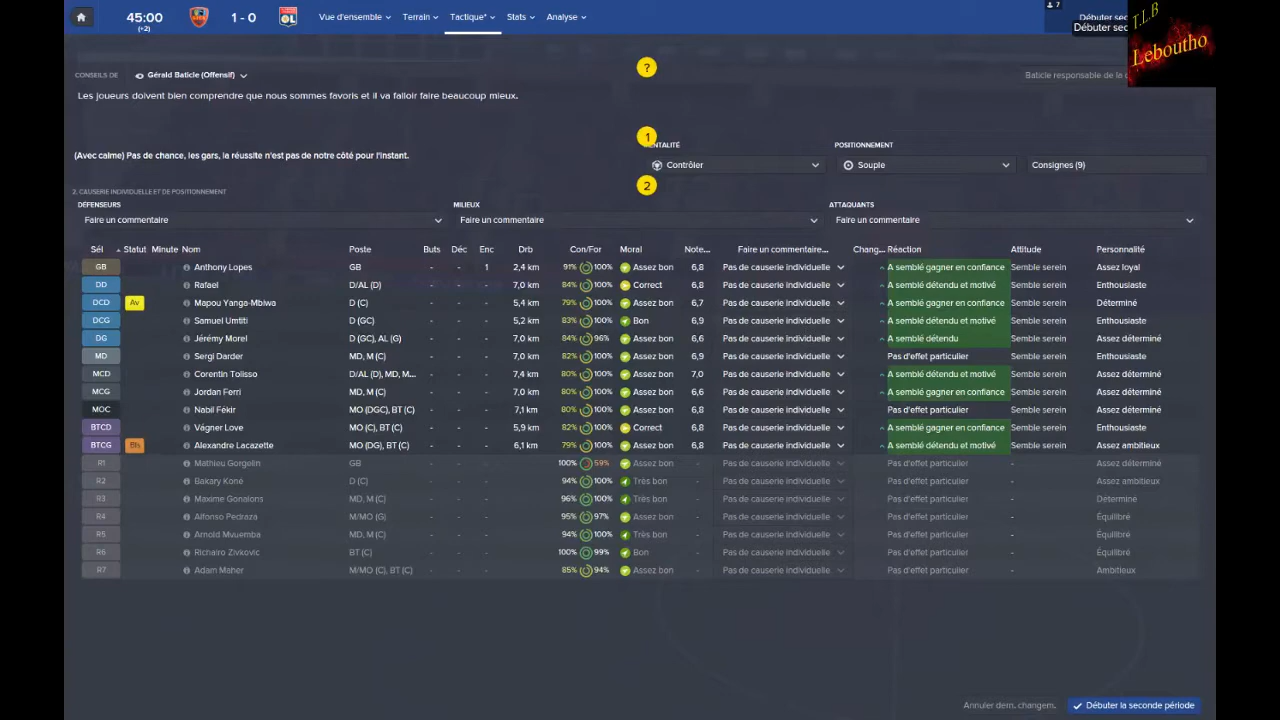 45:00 (+2) 1 - 0 OL Vue d'ensemble Terrain Tactique* Stats Analyse 7 Débuter sec
Débuter sec
T.L.B
Leboutho
CONSEILS DE Gérald Baticle (Offensif) ? Baticle responsable de la
Les joueurs doivent bien comprendre que nous sommes favoris et il va falloir faire beaucoup mieux.
1 POSITIONNEMENT
(Avec calme) Pas de chance, les gars, la réussite n'est pas de notre côté pour l'instant.
Contrôler Souple Consignes (9)
2
2. CAUSERIE INDIVIDUELLE ET DE POSITIONNEMENT
DÉFENSEURS MILIEUX ATTAQUANTS
Faire un commentaire Faire un commentaire Faire un commentaire
Sél Statut Minute Nom Poste Buts Déc Enc Drb Con/For Moral Note... Faire un commentaire... Chang... Réaction Attitude Personnalité
GB Anthony Lopes GB - - 1 2,4 km 91% 100% Assez bon 6,8 Pas de causerie individuelle A semblé gagner en confiance Semble serein Assez loyal
DD Rafael D/AL (D) - - - 7,0 km 84% 100% Correct 6,8 Pas de causerie individuelle A semblé détendu et motivé Semble serein Enthousiaste
DCD Av Mapou Yanga-Mbiwa D (C) - - - 5,4 km 79% 100% Assez bon 6,7 Pas de causerie individuelle A semblé gagner en confiance Semble serein Déterminé
DCG Samuel Umtiti D (GC) - - - 5,2 km 83% 100% Bon 6,9 Pas de causerie individuelle A semblé détendu et motivé Semble serein Enthousiaste
DG Jérémy Morel D (GC), AL (G) - - - 7,0 km 84% 96% Assez bon 6,6 Pas de causerie individuelle A semblé détendu Semble serein Assez déterminé
MD Sergi Darder MD, M (C) - - - 7,0 km 82% 100% Assez bon 6,9 Pas de causerie individuelle Pas d'effet particulier Semble serein Enthousiaste
MCD Corentin Tolisso D/AL (D), MD, M... - - - 7,4 km 80% 100% Assez bon 7,0 Pas de causerie individuelle A semblé détendu et motivé Semble serein Assez déterminé
MCG Jordan Ferri MD, M (C) - - - 7,0 km 80% 100% Assez bon 6,6 Pas de causerie individuelle A semblé gagner en confiance Semble serein Assez déterminé
MOC Nabil Fékir MO (DGC), BT (C) - - - 7,1 km 80% 100% Assez bon 6,8 Pas de causerie individuelle Pas d'effet particulier Semble serein Assez déterminé
BTCD Vágner Love MO (C), BT (C) - - - 5,9 km 82% 100% Correct 6,8 Pas de causerie individuelle A semblé gagner en confiance Semble serein Enthousiaste
BTCG Bls Alexandre Lacazette MO (DG), BT (C) - - - 6,1 km 79% 100% Assez bon 6,8 Pas de causerie individuelle A semblé détendu et motivé Semble serein Assez ambitieux
R1 Mathieu Gorgelin GB 100% 59% Assez bon - Pas de causerie individuelle Pas d'effet particulier - Assez déterminé
R2 Bakary Koné D (C) 94% 100% Très bon - Pas de causerie individuelle Pas d'effet particulier - Assez ambitieux
R3 Maxime Gonalons MD, M (C) 96% 100% Très bon - Pas de causerie individuelle Pas d'effet particulier - Déterminé
R4 Alfonso Pedraza M/MO (G) 95% 97% Assez bon - Pas de causerie individuelle Pas d'effet particulier - Équilibré
R5 Arnold Mvuemba MD, M (C) 94% 100% Très bon - Pas de causerie individuelle Pas d'effet particulier - Équilibré
R6 Richairo Zivkovic BT (C) 100% 99% Bon - Pas de causerie individuelle Pas d'effet particulier - Équilibré
R7 Adam Maher M/MO (C), BT (C) 85% 94% Assez bon - Pas de causerie individuelle Pas d'effet particulier - Ambitieux
Annuler dern. changem. Débuter la seconde période